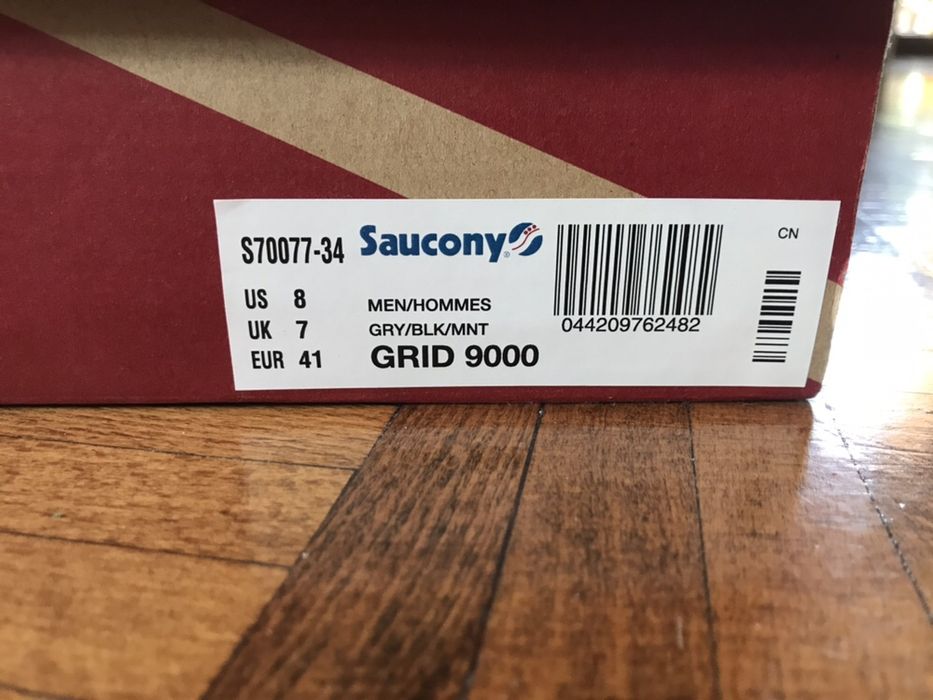 S70077-34
Saucony®
US 8
UK 7
EUR 41
MEN/HOMMES
GRY/BLK/MNT
GRID 9000
044209762482
CN